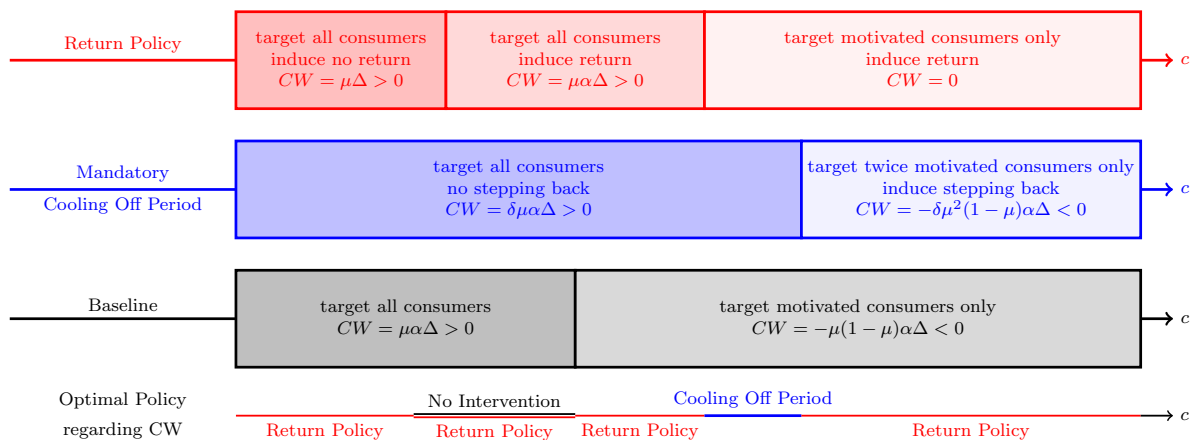 Return Policy
target all consumers
induce no return
CW = μΔ > 0
target all consumers
induce return
CW = μαΔ > 0
target motivated consumers only
induce return
CW = 0
c
Mandatory
Cooling Off Period
target all consumers
no stepping back
CW = δμαΔ > 0
target twice motivated consumers only
induce stepping back
CW = −δμ²(1 − μ)αΔ < 0
c
Baseline
target all consumers
CW = μαΔ > 0
target motivated consumers only
CW = −μ(1 − μ)αΔ < 0
c
Optimal Policy
regarding CW
Return Policy
No Intervention
Return Policy
Return Policy
Cooling Off Period
Return Policy
c